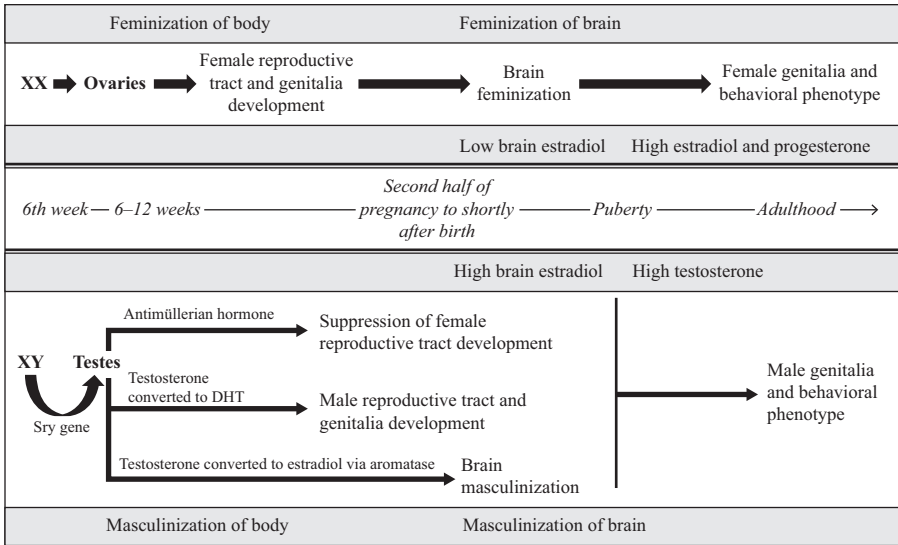 Feminization of body
Feminization of brain
XX
Ovaries
Female reproductive
tract and genitalia
development
Brain
feminization
Female genitalia and
behavioral phenotype
Low brain estradiol
High estradiol and progesterone
6th week
6–12 weeks
Second half of
pregnancy to shortly
after birth
Puberty
Adulthood
High brain estradiol
High testosterone
XY
Sry gene
Testes
Antimüllerian hormone
Suppression of female
reproductive tract development
Testosterone
converted to DHT
Male reproductive tract and
genitalia development
Testosterone converted to estradiol via aromatase
Brain
masculinization
Male genitalia
and behavioral
phenotype
Masculinization of body
Masculinization of brain